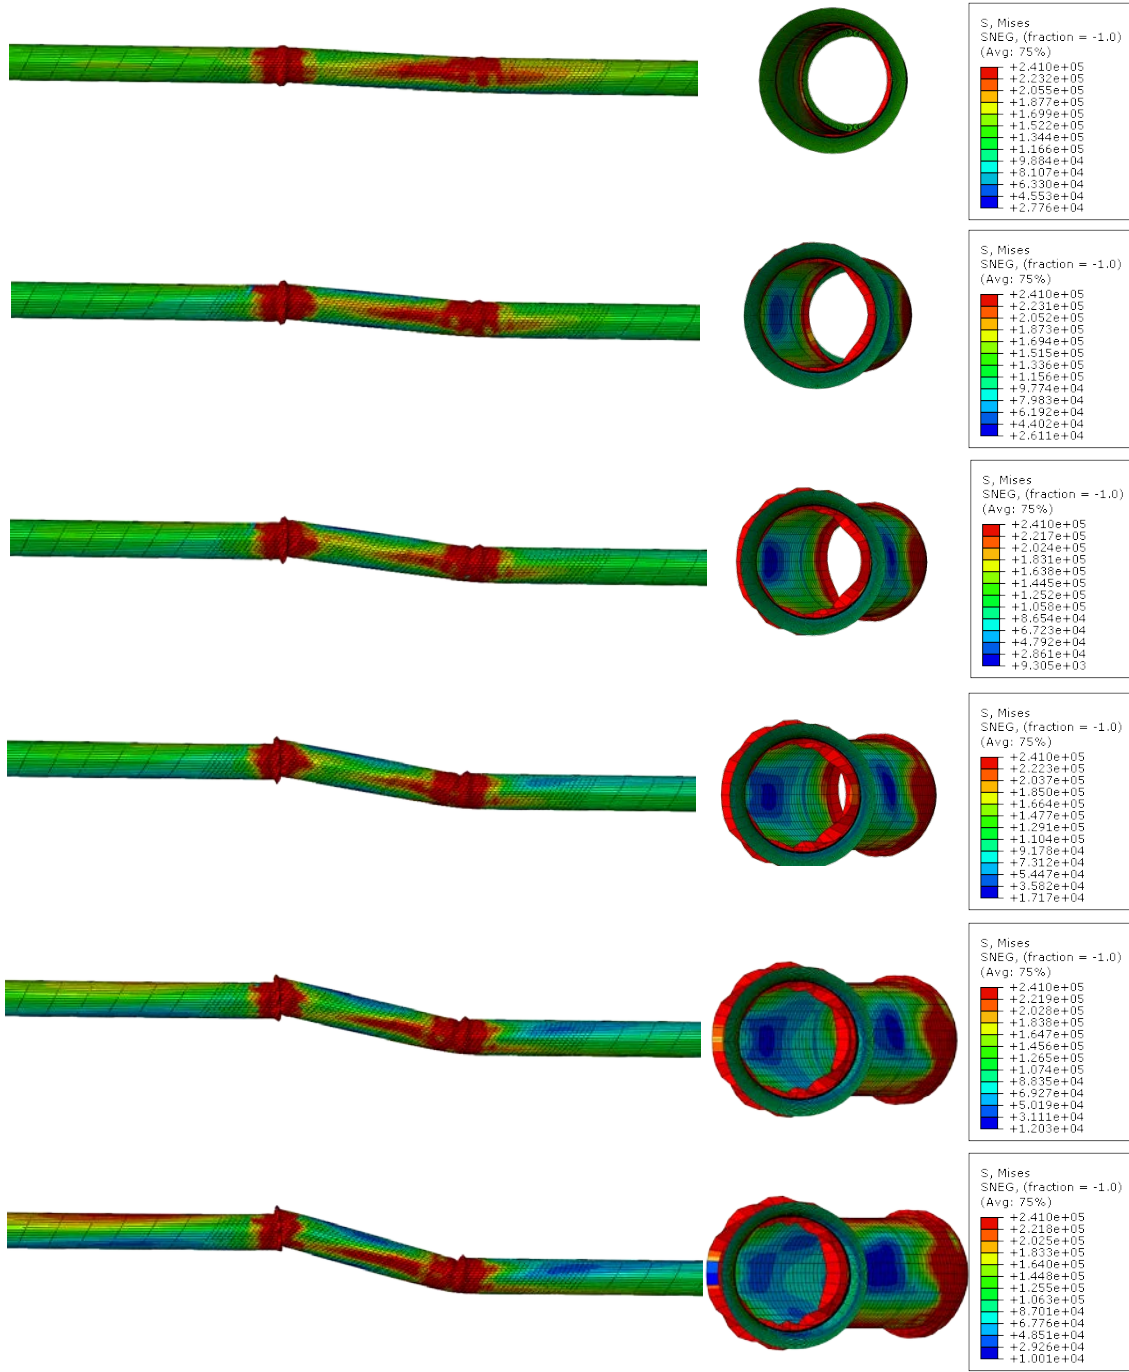 S, Mises
SNEG, (fraction = -1.0)
(Avg: 75%)
+2.410e+05
+2.232e+05
+2.055e+05
+1.877e+05
+1.699e+05
+1.522e+05
+1.344e+05
+1.166e+05
+9.884e+04
+8.107e+04
+6.330e+04
+4.553e+04
+2.776e+04
S, Mises
SNEG, (fraction = -1.0)
(Avg: 75%)
+2.410e+05
+2.231e+05
+2.052e+05
+1.873e+05
+1.694e+05
+1.515e+05
+1.336e+05
+1.156e+05
+9.774e+04
+7.983e+04
+6.192e+04
+4.402e+04
+2.611e+04
S, Mises
SNEG, (fraction = -1.0)
(Avg: 75%)
+2.410e+05
+2.217e+05
+2.024e+05
+1.831e+05
+1.638e+05
+1.445e+05
+1.252e+05
+1.058e+05
+8.654e+04
+6.723e+04
+4.792e+04
+2.861e+04
+9.305e+03
S, Mises
SNEG, (fraction = -1.0)
(Avg: 75%)
+2.410e+05
+2.223e+05
+2.037e+05
+1.850e+05
+1.664e+05
+1.477e+05
+1.291e+05
+1.104e+05
+9.178e+04
+7.312e+04
+5.447e+04
+3.582e+04
+1.717e+04
S, Mises
SNEG, (fraction = -1.0)
(Avg: 75%)
+2.410e+05
+2.219e+05
+2.028e+05
+1.838e+05
+1.647e+05
+1.456e+05
+1.265e+05
+1.074e+05
+8.835e+04
+6.927e+04
+5.019e+04
+3.111e+04
+1.203e+04
S, Mises
SNEG, (fraction = -1.0)
(Avg: 75%)
+2.410e+05
+2.218e+05
+2.025e+05
+1.833e+05
+1.640e+05
+1.448e+05
+1.255e+05
+1.063e+05
+8.701e+04
+6.776e+04
+4.851e+04
+2.926e+04
+1.001e+04